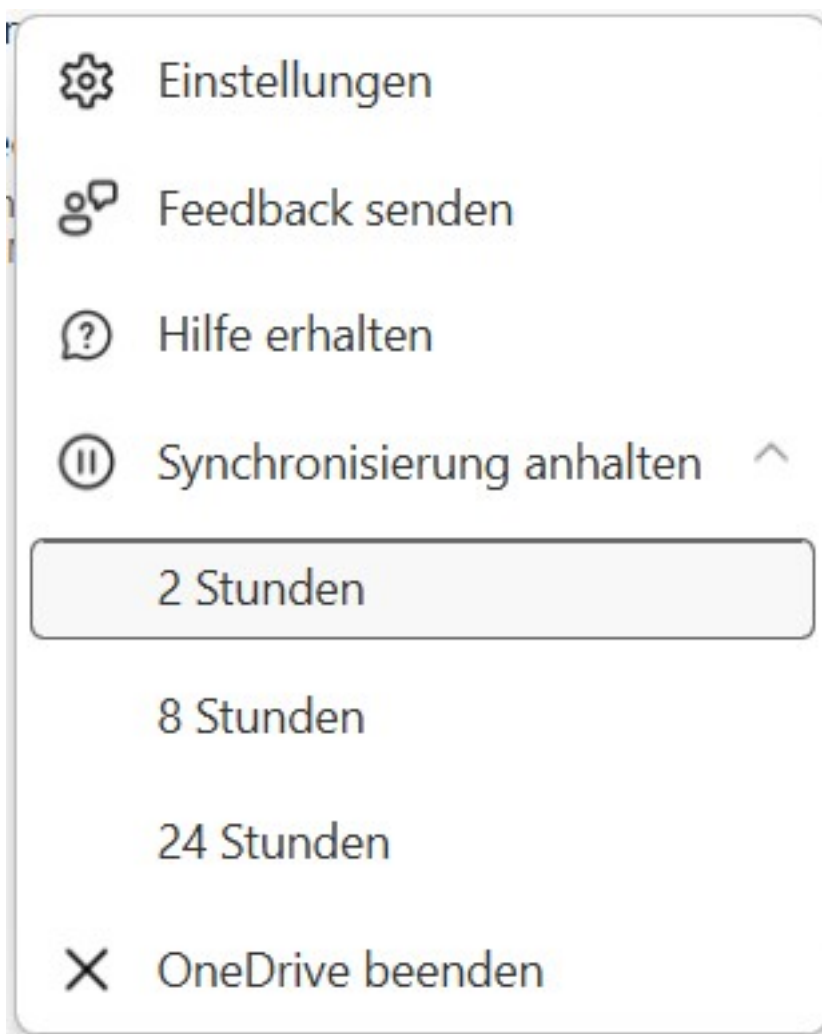 Einstellungen
Feedback senden
Hilfe erhalten
Synchronisierung anhalten
2 Stunden
8 Stunden
24 Stunden
OneDrive beenden